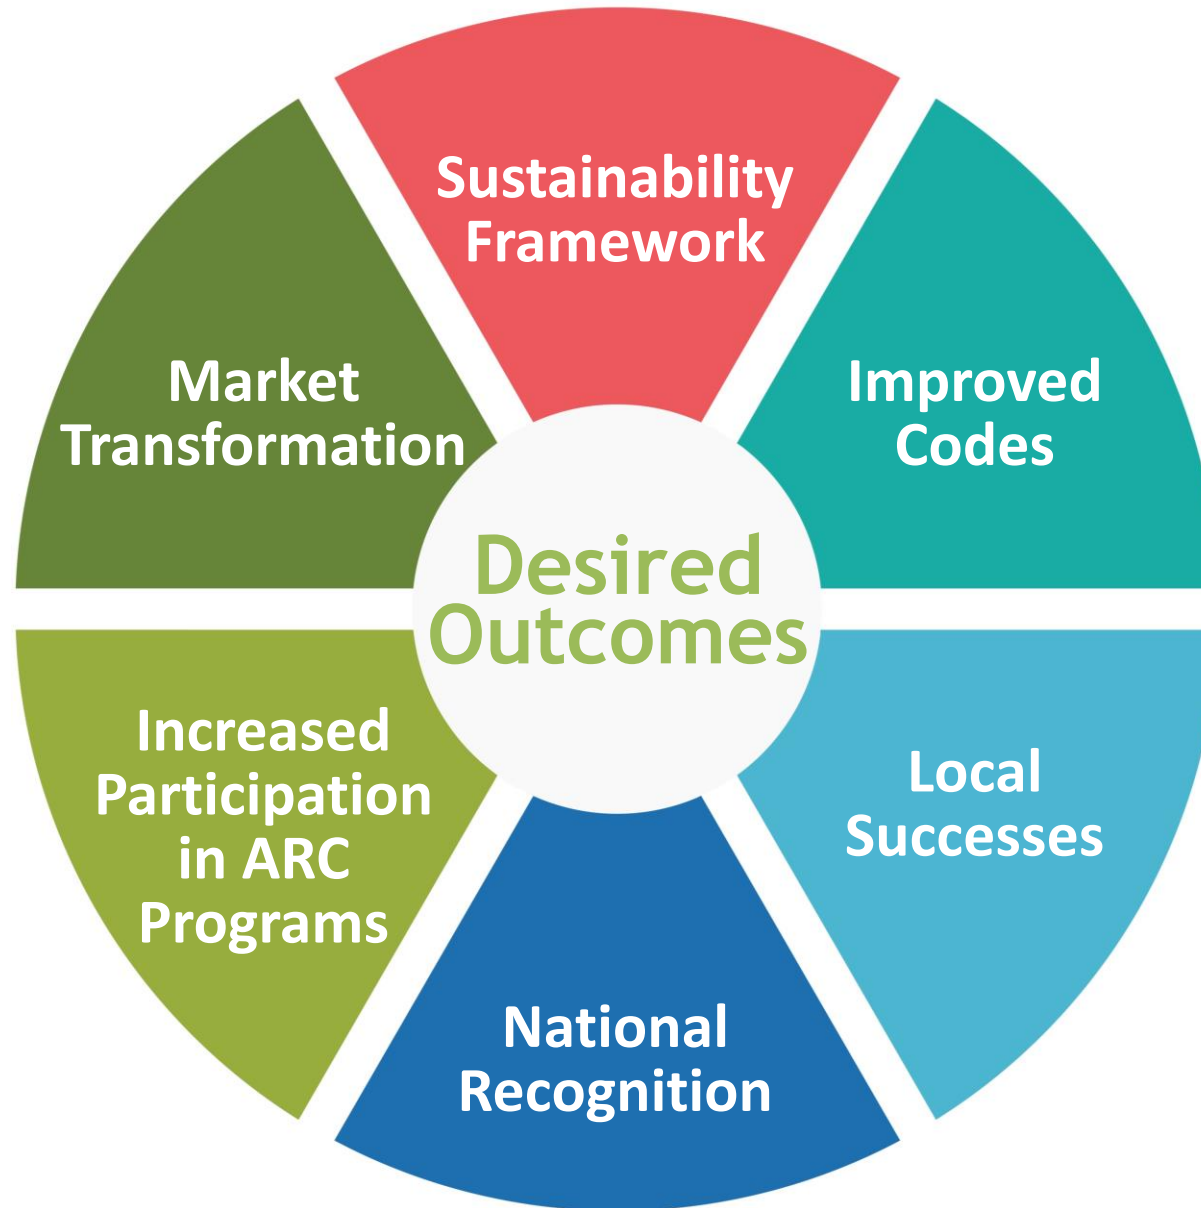 Sustainability
Framework
Improved
Codes
Local
Successes
National
Recognition
Increased
Participation
in ARC
Programs
Market
Transformation
Desired
Outcomes